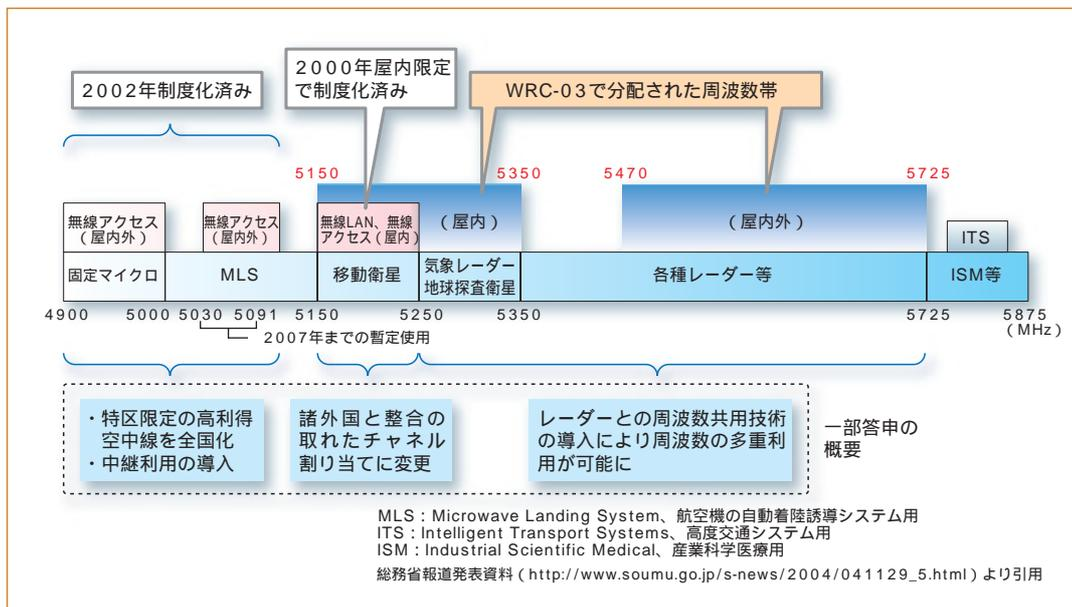 2002年制度化済み
2000年屋内限定
で制度化済み
WRC-03で分配された周波数帯
5150
5350
5470
5725
無線アクセス
（屋内外）
無線アクセス
（屋内外）
無線LAN、無線
アクセス（屋内）
（屋内）
（屋内外）
ITS
固定マイクロ
MLS
移動衛星
気象レーダー
地球探査衛星
各種レーダー等
ISM等
4900
5000
5030
5091
5150
5250
5350
5725
5875
（MHz）
2007年までの暫定使用
・特区限定の高利得
空中線を全国化
・中継利用の導入
諸外国と整合の
取れたチャネル
割り当てに変更
レーダーとの周波数共用技術
の導入により周波数の多重利
用が可能に
一部答申の
概要
MLS：Microwave Landing System、航空機の自動着陸誘導システム用
ITS：Intelligent Transport Systems、高度交通システム用
ISM：Industrial Scientific Medical、産業科学医療用
総務省報道発表資料（http://www.soumu.go.jp/s-news/2004/041129_5.html）より引用